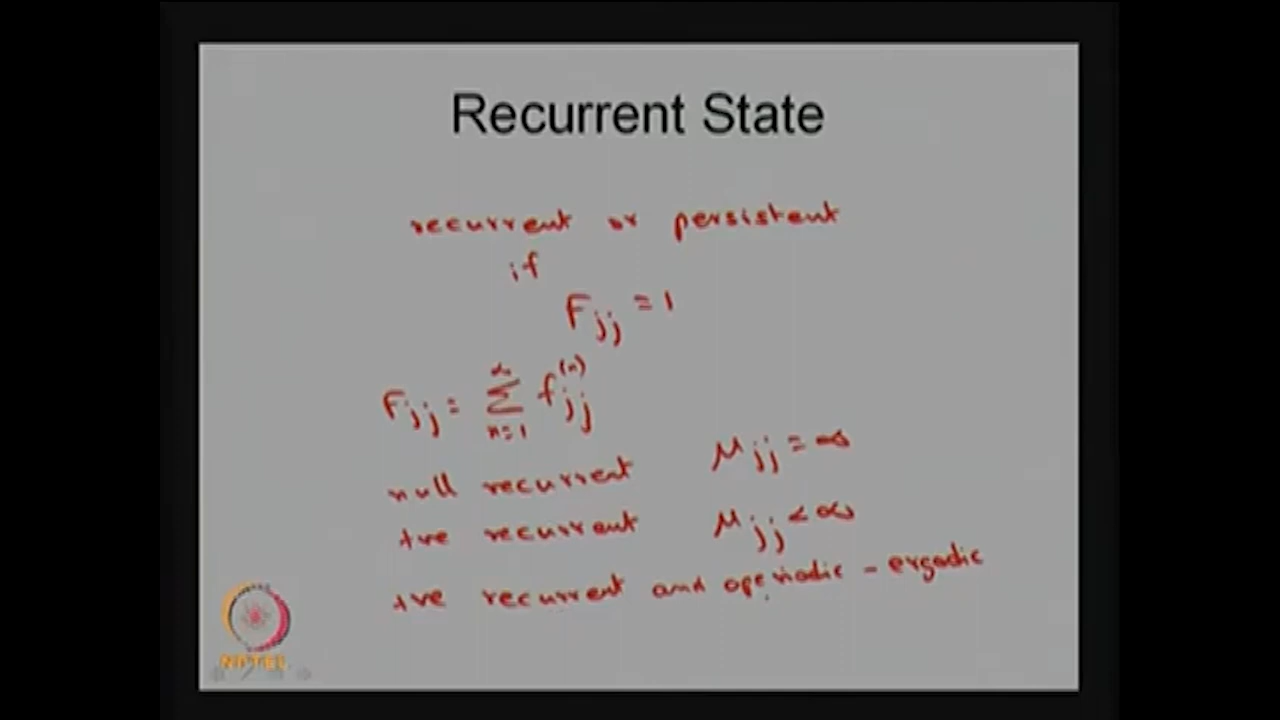 Recurrent State
recurrent or persistent
if
F_jj = 1
F_jj = ∑_{n=1}^{∞} f_jj^{(n)}
null recurrent μ_jj = ∞
+ve recurrent μ_jj < ∞
+ve recurrent and aperiodic - ergodic
NPTEL